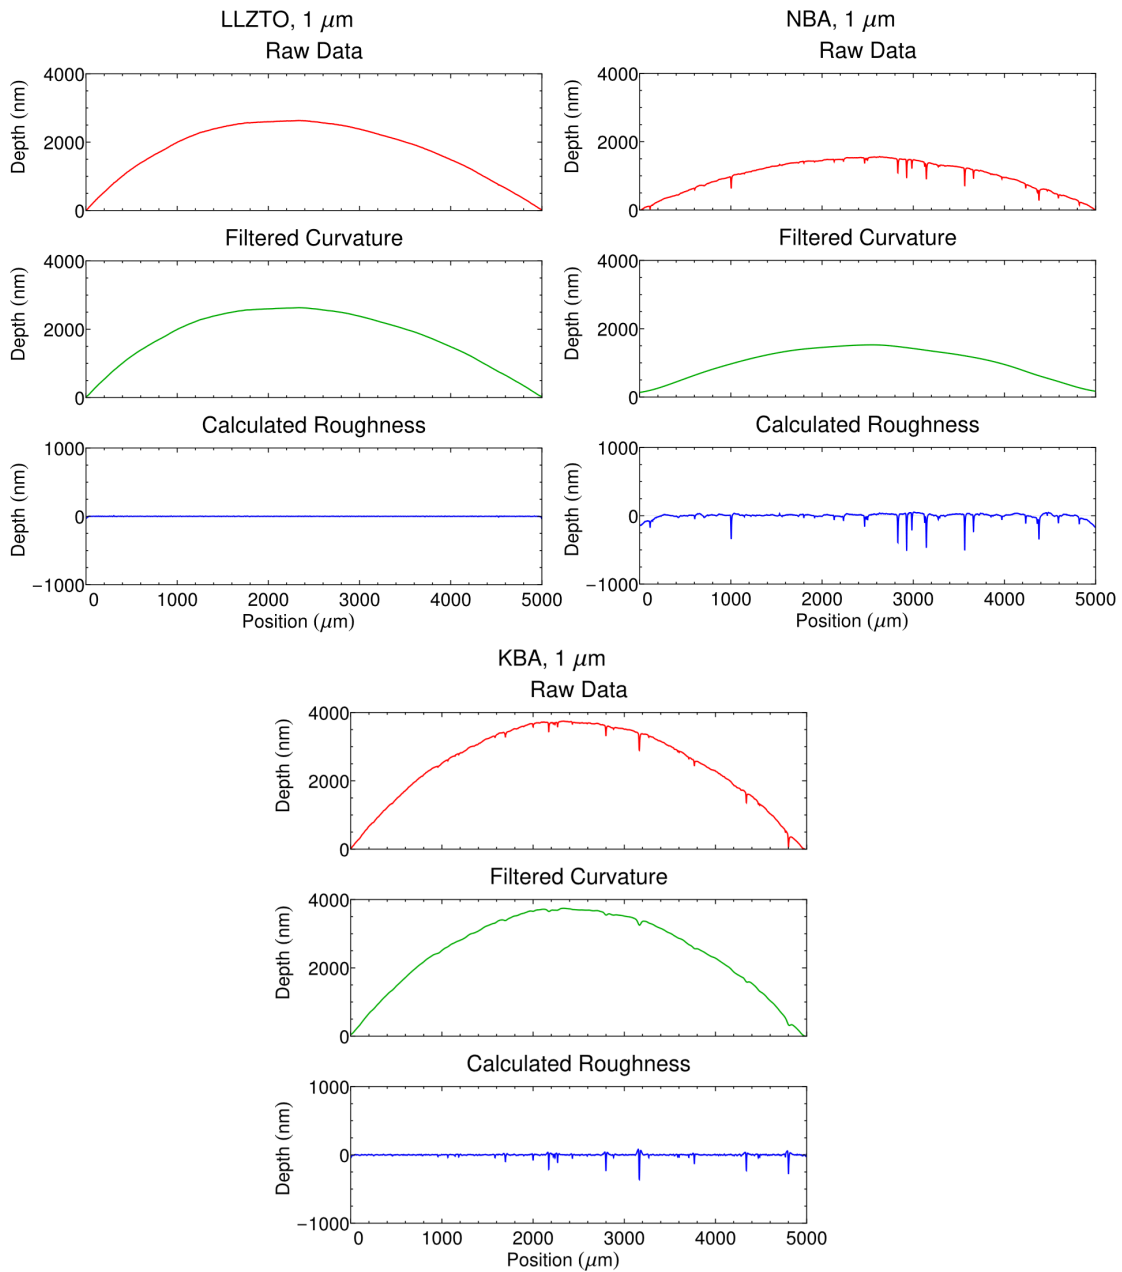 LLZTO, 1 μm
Raw Data
4000
2000
0
Depth (nm)
Filtered Curvature
4000
2000
0
Depth (nm)
Calculated Roughness
1000
0
−1000
Depth (nm)
0 1000 2000 3000 4000 5000
Position (μm)
NBA, 1 μm
Raw Data
4000
2000
0
Depth (nm)
Filtered Curvature
4000
2000
0
Depth (nm)
Calculated Roughness
1000
0
−1000
Depth (nm)
0 1000 2000 3000 4000 5000
Position (μm)
KBA, 1 μm
Raw Data
4000
2000
0
Depth (nm)
Filtered Curvature
4000
2000
0
Depth (nm)
Calculated Roughness
1000
0
−1000
Depth (nm)
0 1000 2000 3000 4000 5000
Position (μm)